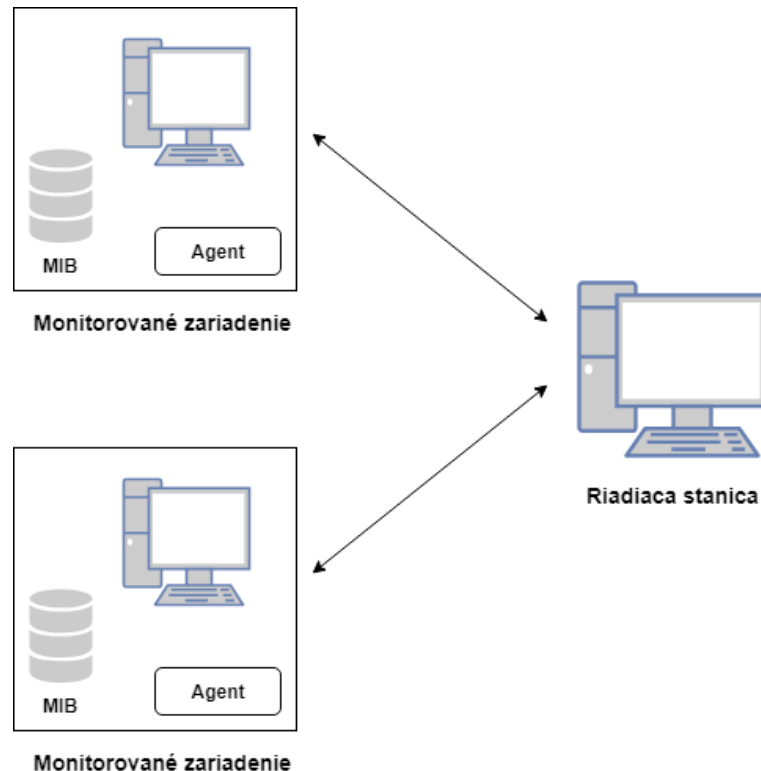 Agent
MIB
Monitorované zariadenie
Riadiaca stanica
Agent
MIB
Monitorované zariadenie